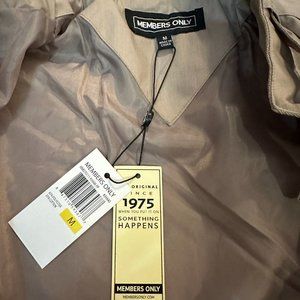 MEMBERS ONLY
M
MEMBERS ONLY
M
ORIGINAL
SINCE
1975
WHEN YOU PUT IT ON
SOMETHING
HAPPENS
MEMBERS ONLY
MEMBERSONLY.COM